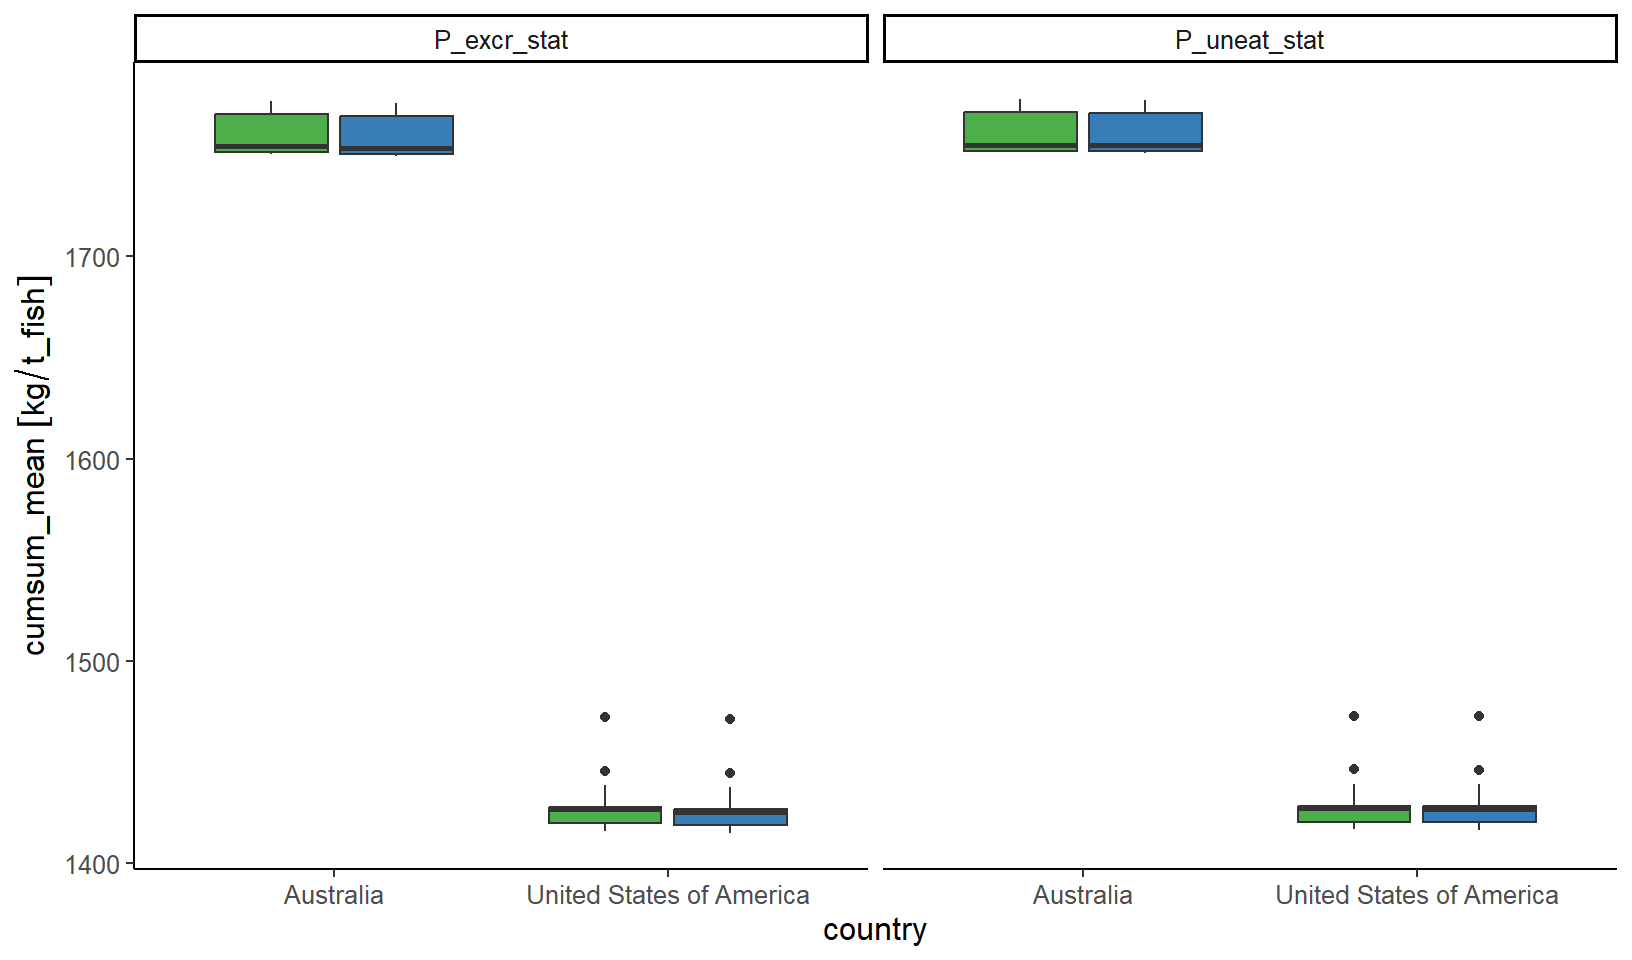 P_excr_stat
P_uneat_stat
cumsum_mean [kg/ t_fish]
1700
1600
1500
1400
Australia
United States of America
Australia
United States of America
country